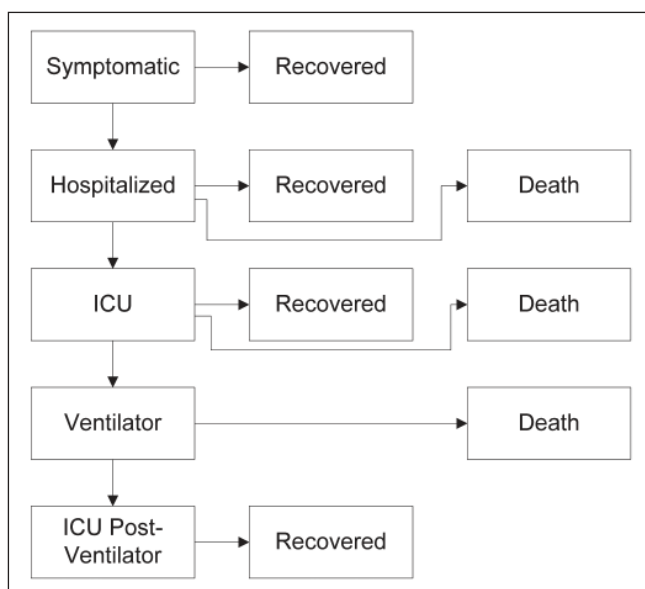 Symptomatic
Recovered
Hospitalized
Recovered
Death
ICU
Recovered
Death
Ventilator
Death
ICU Post-
Ventilator
Recovered